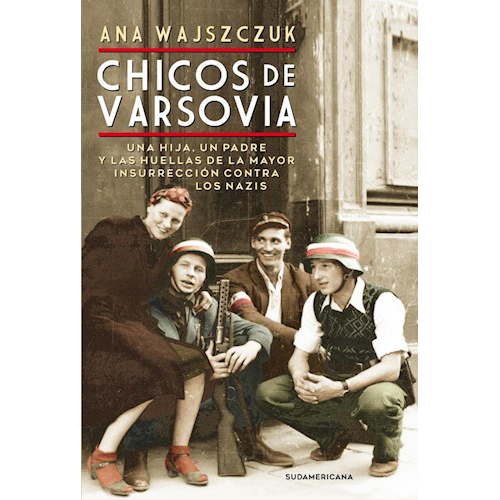 ANA WAJSZCZUK
CHICOS DE
VARSOVIA
UNA HIJA, UN PADRE
Y LAS HUELLAS DE LA MAYOR
INSURRECCIÓN CONTRA
LOS NAZIS
SUDAMERICANA